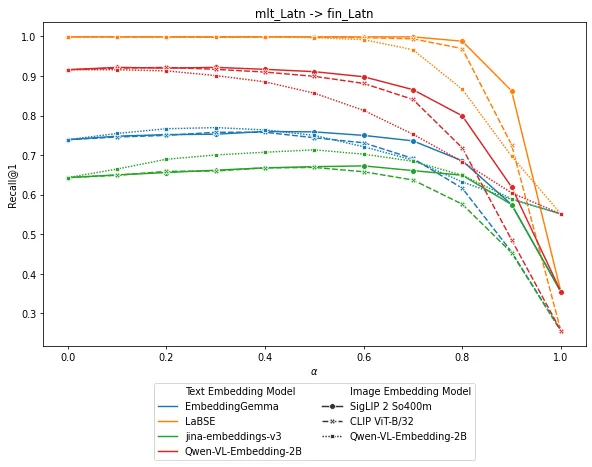 mlt_Latn -> fin_Latn
Recall@1
1.0
0.9
0.8
0.7
0.6
0.5
0.4
0.3
0.0 0.2 0.4 0.6 0.8 1.0
α
Text Embedding Model Image Embedding Model
EmbeddingGemma SigLIP 2 So400m
LaBSE CLIP ViT-B/32
jina-embeddings-v3 Qwen-VL-Embedding-2B
Qwen-VL-Embedding-2B